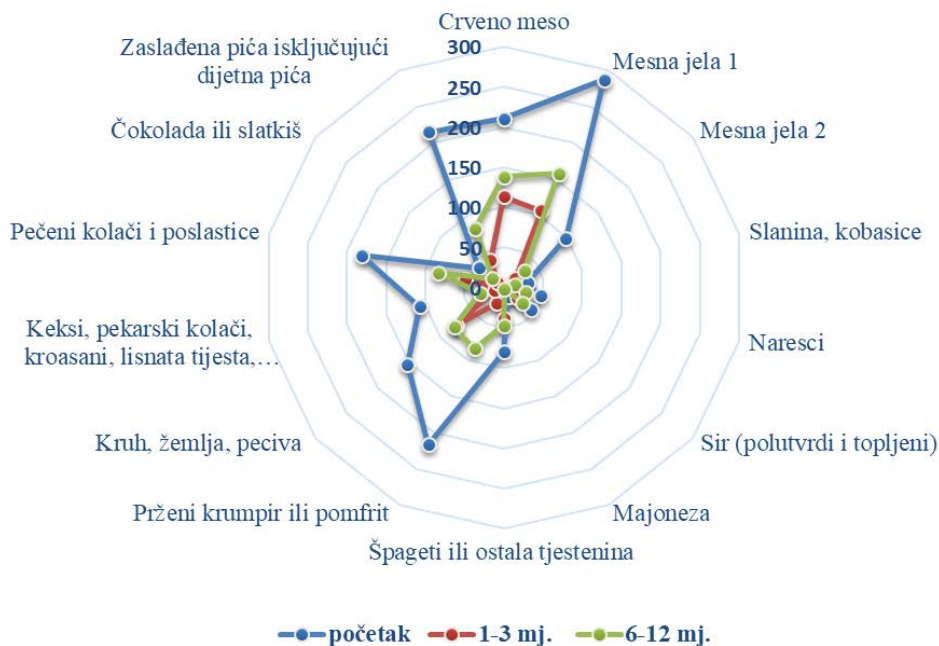 Crveno meso
300
250
200
150
100
50
0
Mesna jela 1
Mesna jela 2
Slanina, kobasice
Naresci
Sir (polutvrdi i topljeni)
Majoneza
Špageti ili ostala tjestenina
Prženi krumpir ili pomfrit
Kruh, žemlja, peciva
Keksi, pekarski kolači,
kroasani, lisnata tijesta,…
Pečeni kolači i poslastice
Čokolada ili slatkiš
Zaslađena pića isključujući
dijetna pića
početak
1-3 mj.
6-12 mj.